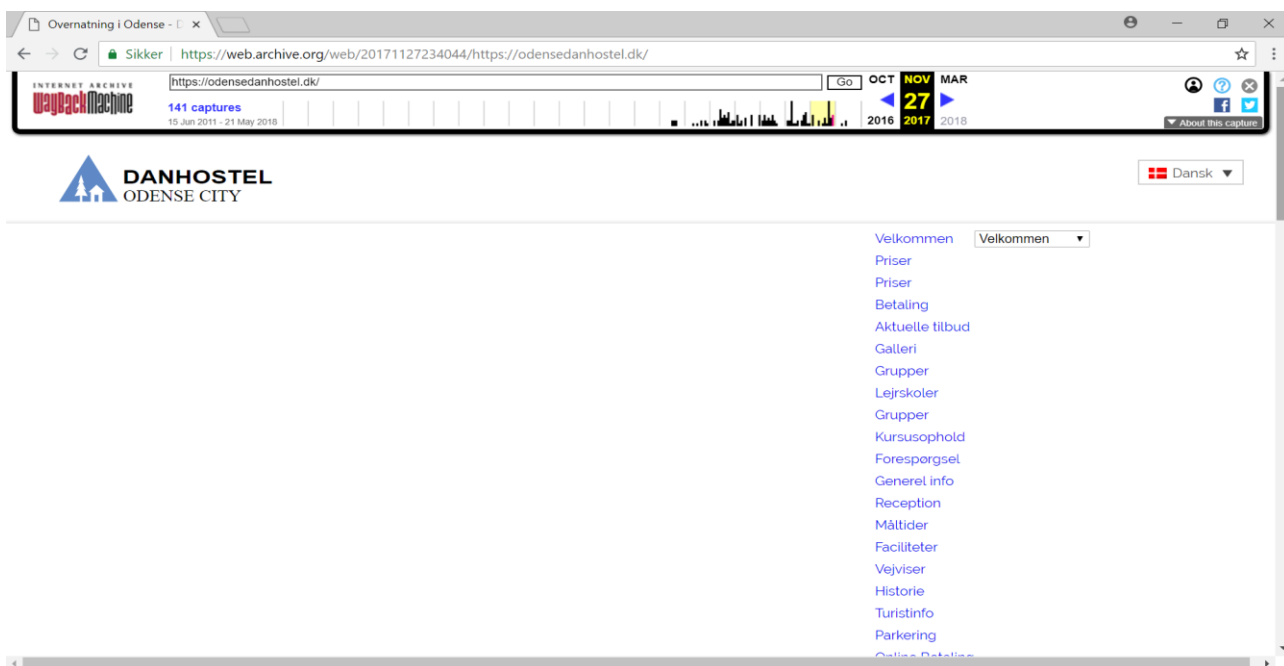 Overnatning i Odense - D
Sikker https://web.archive.org/web/20171127234044/https://odensedanhostel.dk/
INTERNET ARCHIVE
WayBackMachine
https://odensedanhostel.dk/
Go
141 captures
15 Jun 2011 - 21 May 2018
OCT NOV MAR
27
2016 2017 2018
About this capture
DANHOSTEL
ODENSE CITY
Dansk
Velkommen Velkommen
Priser
Priser
Betaling
Aktuelle tilbud
Galleri
Grupper
Lejrskoler
Grupper
Kursusophold
Forespørgsel
Generel info
Reception
Måltider
Faciliteter
Vejviser
Historie
Turistinfo
Parkering
Online Betaling